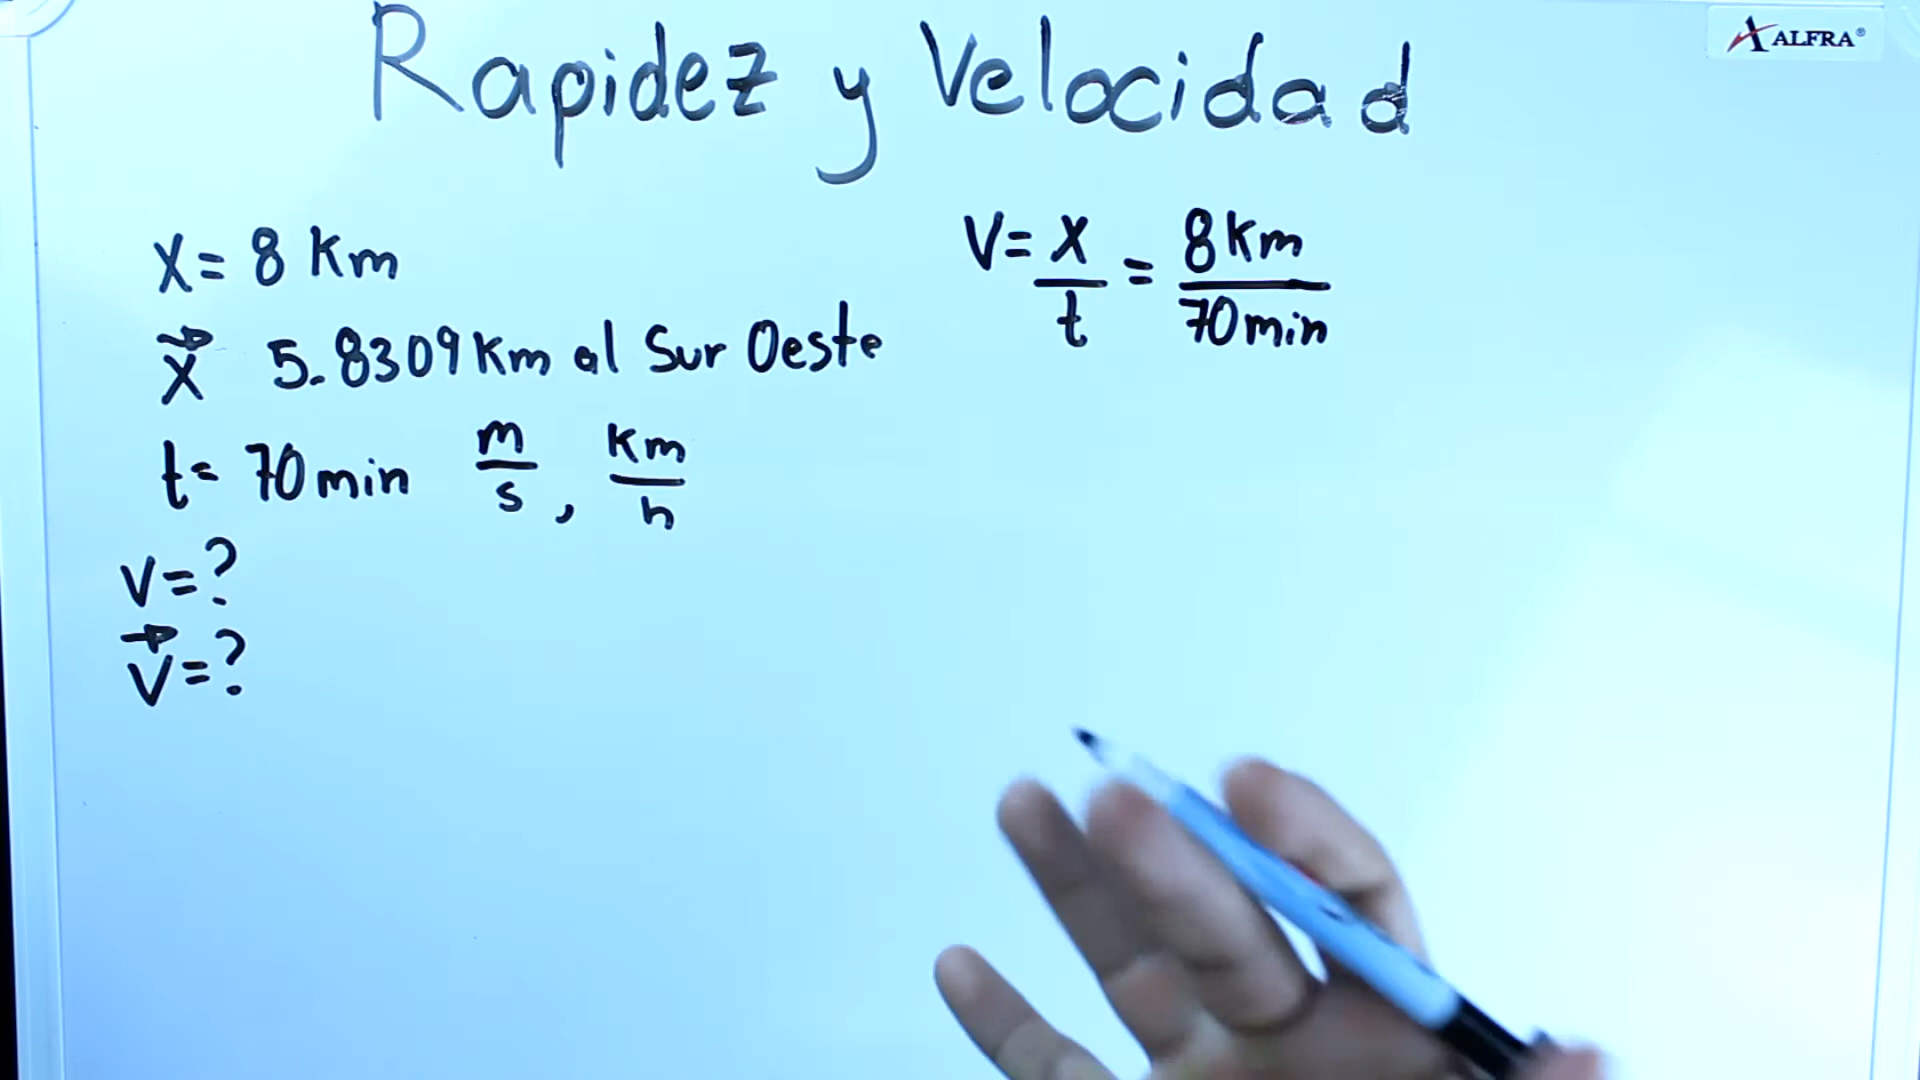 Rapidez y Velocidad
ALFRA®
X = 8 Km
X⃗ 5.8309 Km al Sur Oeste
t = 70 min m/s, Km/h
V = ?
V⃗ = ?
V = X/t = 8 Km/70 min